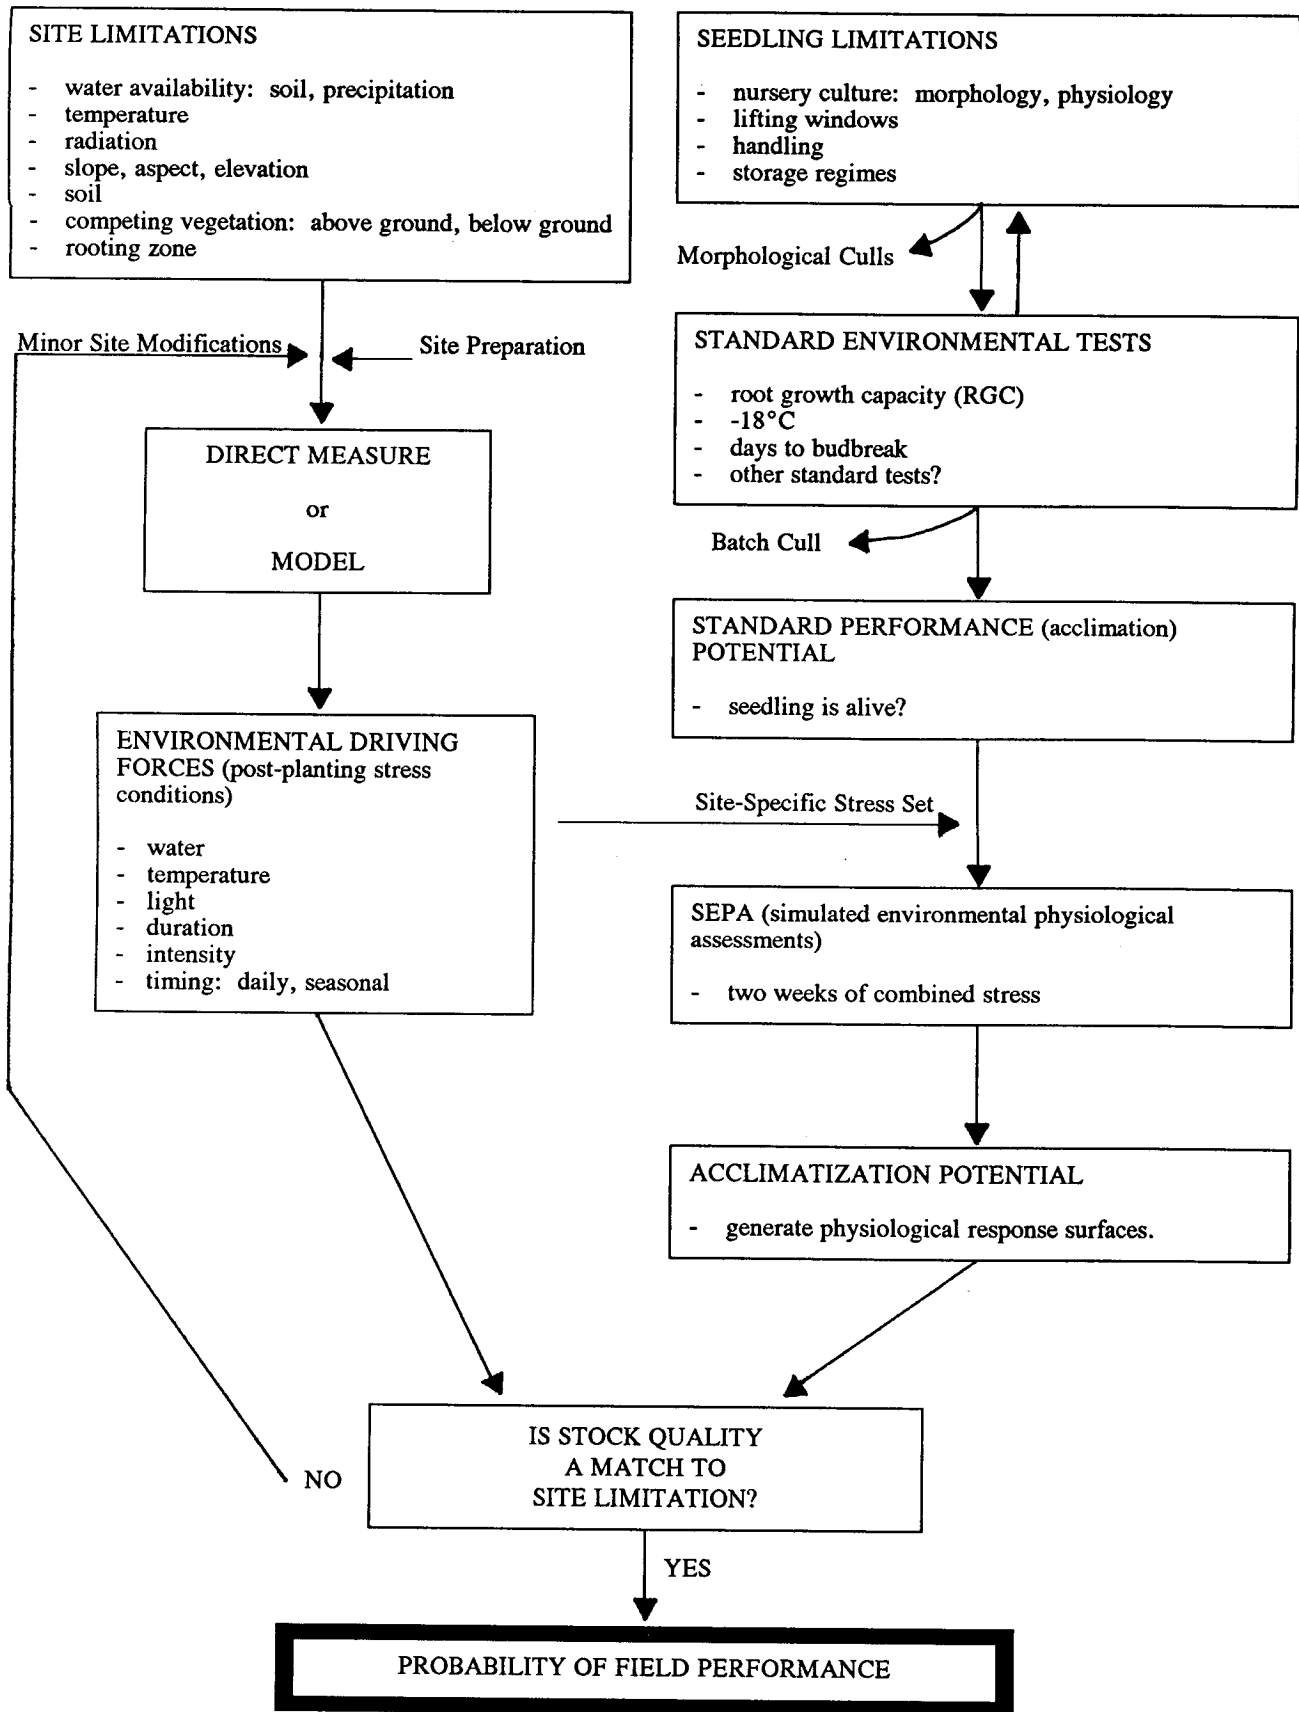 SITE LIMITATIONS
- water availability: soil, precipitation
- temperature
- radiation
- slope, aspect, elevation
- soil
- competing vegetation: above ground, below ground
- rooting zone
Minor Site Modifications
Site Preparation
DIRECT MEASURE
or
MODEL
ENVIRONMENTAL DRIVING
FORCES (post-planting stress
conditions)
- water
- temperature
- light
- duration
- intensity
- timing: daily, seasonal
SEEDLING LIMITATIONS
- nursery culture: morphology, physiology
- lifting windows
- handling
- storage regimes
Morphological Culls
STANDARD ENVIRONMENTAL TESTS
- root growth capacity (RGC)
- -18°C
- days to budbreak
- other standard tests?
Batch Cull
STANDARD PERFORMANCE (acclimation)
POTENTIAL
- seedling is alive?
Site-Specific Stress Set
SEPA (simulated environmental physiological
assessments)
- two weeks of combined stress
ACCLIMATIZATION POTENTIAL
- generate physiological response surfaces.
IS STOCK QUALITY
A MATCH TO
SITE LIMITATION?
NO
YES
PROBABILITY OF FIELD PERFORMANCE